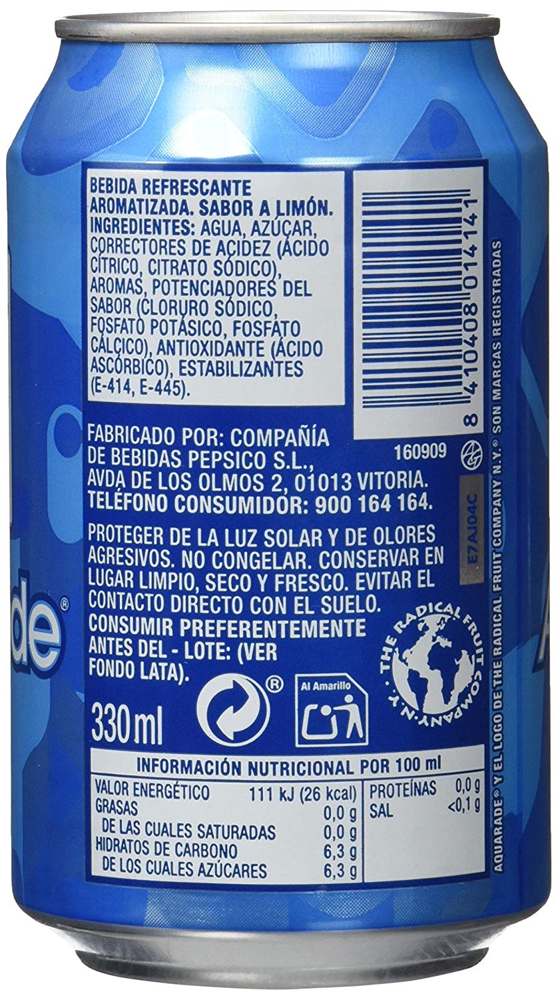 BEBIDA REFRESCANTE
AROMATIZADA. SABOR A LIMÓN.
INGREDIENTES: AGUA, AZÚCAR,
CORRECTORES DE ACIDEZ (ÁCIDO
CÍTRICO, CITRATO SÓDICO),
AROMAS, POTENCIADORES DEL
SABOR (CLORURO SÓDICO,
FOSFATO POTÁSICO, FOSFATO
CÁLCICO), ANTIOXIDANTE (ÁCIDO
ASCÓRBICO), ESTABILIZANTES
(E-414, E-445).
8 410408 014141
FABRICADO POR: COMPAÑÍA
DE BEBIDAS PEPSICO S.L.,
AVDA DE LOS OLMOS 2, 01013 VITORIA.
TELÉFONO CONSUMIDOR: 900 164 164.
160909
E7AJ04C
PROTEGER DE LA LUZ SOLAR Y DE OLORES
AGRESIVOS. NO CONGELAR. CONSERVAR EN
LUGAR LIMPIO, SECO Y FRESCO. EVITAR EL
CONTACTO DIRECTO CON EL SUELO.
CONSUMIR PREFERENTEMENTE
ANTES DEL - LOTE: (VER
FONDO LATA).
de®
330 ml
®
Al Amarillo
THE RADICAL FRUIT COMPANY·N.Y.·
INFORMACIÓN NUTRICIONAL POR 100 ml
VALOR ENERGÉTICO 111 kJ (26 kcal)
GRASAS 0,0 g
DE LAS CUALES SATURADAS 0,0 g
HIDRATOS DE CARBONO 6,3 g
DE LOS CUALES AZÚCARES 6,3 g
PROTEÍNAS 0,0 g
SAL <0,1 g
AQUARADE® Y EL LOGO DE THE RADICAL FRUIT COMPANY N.Y.® SON MARCAS REGISTRADAS